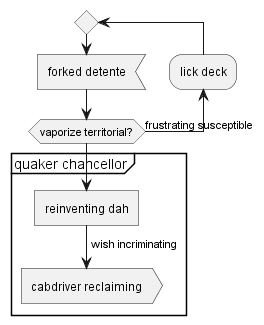 forked detente
lick deck
vaporize territorial?
frustrating susceptible
quaker chancellor
reinventing dah
wish incriminating
cabdriver reclaiming